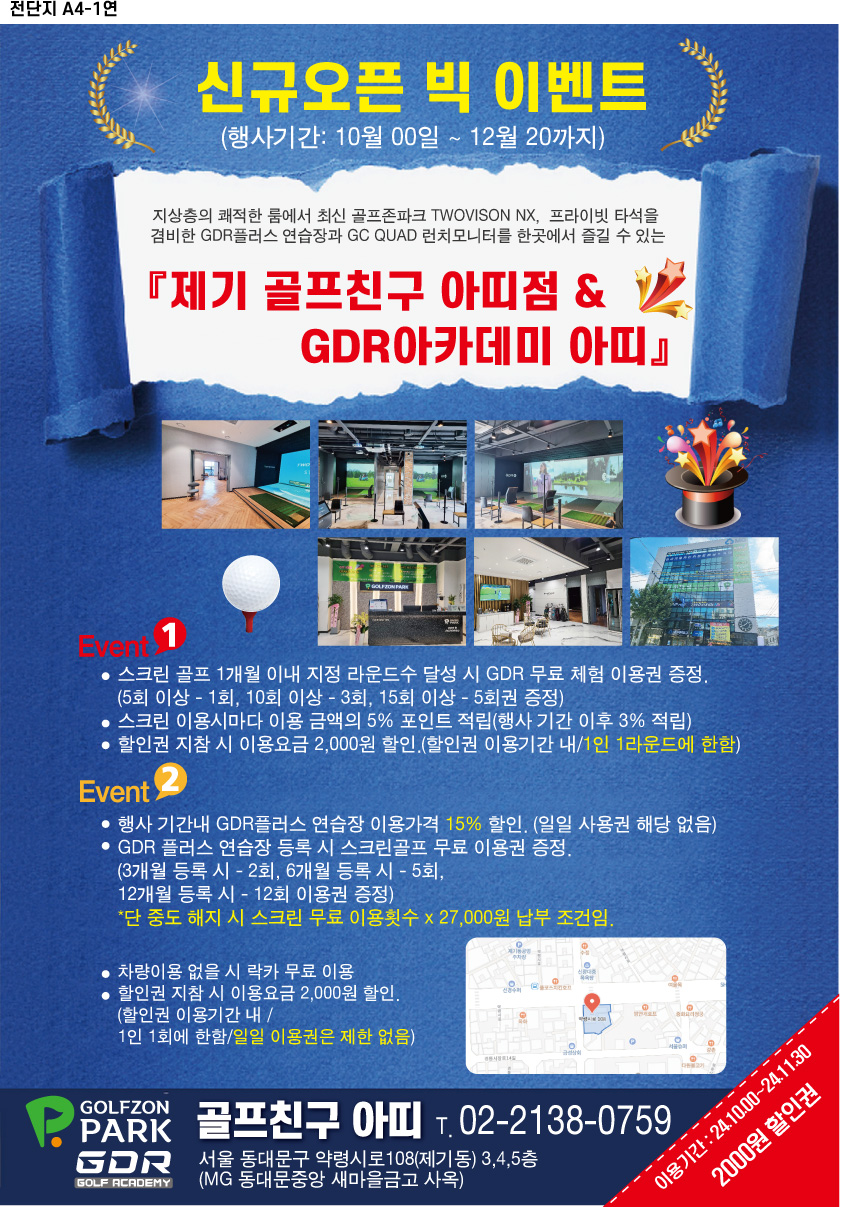 전단지 A4-1연
신규오픈 빅 이벤트
(행사기간: 10월 00일 ~ 12월 20까지)
지상층의 쾌적한 룸에서 최신 골프존파크 TWOVISON NX, 프라이빗 타석을
겸비한 GDR플러스 연습장과 GC QUAD 런치모니터를 한곳에서 즐길 수 있는
『제기 골프친구 아띠점 &
GDR아카데미 아띠』
GOLFZON PARK
Event 1
• 스크린 골프 1개월 이내 지정 라운드수 달성 시 GDR 무료 체험 이용권 증정.
(5회 이상 - 1회, 10회 이상 - 3회, 15회 이상 - 5회권 증정)
• 스크린 이용시마다 이용 금액의 5% 포인트 적립(행사 기간 이후 3% 적립)
• 할인권 지참 시 이용요금 2,000원 할인.(할인권 이용기간 내/1인 1라운드에 한함)
Event 2
• 행사 기간내 GDR플러스 연습장 이용가격 15% 할인. (일일 사용권 해당 없음)
• GDR 플러스 연습장 등록 시 스크린골프 무료 이용권 증정.
(3개월 등록 시 - 2회, 6개월 등록 시 - 5회,
12개월 등록 시 - 12회 이용권 증정)
*단 중도 해지 시 스크린 무료 이용횟수 x 27,000원 납부 조건임.
• 차량이용 없을 시 락카 무료 이용
• 할인권 지참 시 이용요금 2,000원 할인.
(할인권 이용기간 내 /
1인 1회에 한함/일일 이용권은 제한 없음)
GOLFZON
PARK
GDR
GOLF ACADEMY
골프친구 아띠 T. 02-2138-0759
서울 동대문구 약령시로108(제기동) 3,4,5층
(MG 동대문중앙 새마을금고 사옥)
이용기간 : 24.10.00~24.11.30
2000원 할인권